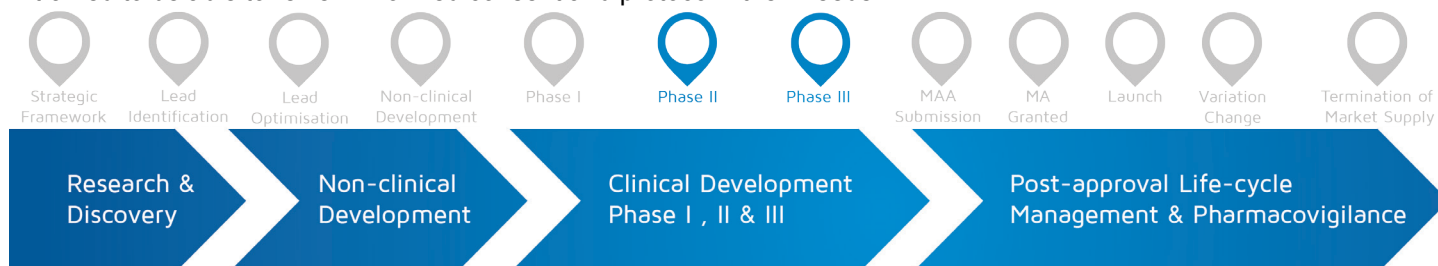 Strategic
Framework
Lead
Identification
Lead
Optimisation
Non-clinical
Development
Phase I
Phase II
Phase III
MAA
Submission
MA
Granted
Launch
Variation
Change
Termination of
Market Supply
Research &
Discovery
Non-clinical
Development
Clinical Development
Phase I , II & III
Post-approval Life-cycle
Management & Pharmacovigilance